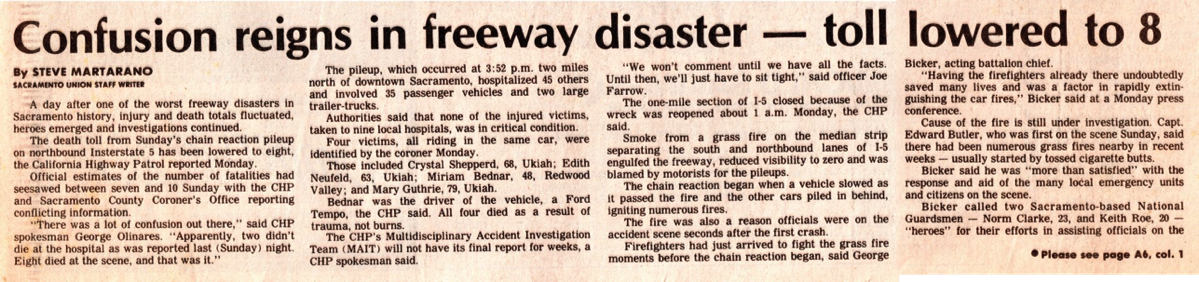 Confusion reigns in freeway disaster — toll lowered to 8
By STEVE MARTARANO
SACRAMENTO UNION STAFF WRITER
A day after one of the worst freeway disasters in
Sacramento history, injury and death totals fluctuated,
heroes emerged and investigations continued.
The death toll from Sunday's chain reaction pileup
on northbound Insterstate 5 has been lowered to eight,
the California Highway Patrol reported Monday.
Official estimates of the number of fatalities had
seesawed between seven and 10 Sunday with the CHP
and Sacramento County Coroner's Office reporting
conflicting information.
"There was a lot of confusion out there," said CHP
spokesman George Olinares. "Apparently, two didn't
die at the hospital as was reported last (Sunday) night.
Eight died at the scene, and that was it."
The pileup, which occurred at 3:52 p.m. two miles
north of downtown Sacramento, hospitalized 45 others
and involved 35 passenger vehicles and two large
trailer-trucks.
Authorities said that none of the injured victims,
taken to nine local hospitals, was in critical condition.
Four victims, all riding in the same car, were
identified by the coroner Monday.
Those included Crystal Shepperd, 68, Ukiah; Edith
Neufeld, 63, Ukiah; Miriam Bednar, 48, Redwood
Valley; and Mary Guthrie, 79, Ukiah.
Bednar was the driver of the vehicle, a Ford
Tempo, the CHP said. All four died as a result of
trauma, not burns.
The CHP's Multidisciplinary Accident Investigation
Team (MAIT) will not have its final report for weeks, a
CHP spokesman said.
"We won't comment until we have all the facts.
Until then, we'll just have to sit tight," said officer Joe
Farrow.
The one-mile section of I-5 closed because of the
wreck was reopened about 1 a.m. Monday, the CHP
said.
Smoke from a grass fire on the median strip
separating the south and northbound lanes of I-5
engulfed the freeway, reduced visibility to zero and was
blamed by motorists for the pileups.
The chain reaction began when a vehicle slowed as
it passed the fire and the other cars piled in behind,
igniting numerous fires.
The fire was also a reason officials were on the
accident scene seconds after the first crash.
Firefighters had just arrived to fight the grass fire
moments before the chain reaction began, said George
Bicker, acting battalion chief.
"Having the firefighters already there undoubtedly
saved many lives and was a factor in rapidly extin-
guishing the car fires," Bicker said at a Monday press
conference.
Cause of the fire is still under investigation. Capt.
Edward Butler, who was first on the scene Sunday, said
there had been numerous grass fires nearby in recent
weeks — usually started by tossed cigarette butts.
Bicker said he was "more than satisfied" with the
response and aid of the many local emergency units
and citizens on the scene.
Bicker called two Sacramento-based National
Guardsmen — Norm Clarke, 23, and Keith Roe, 20 —
"heroes" for their efforts in assisting officials on the
● Please see page A6, col. 1